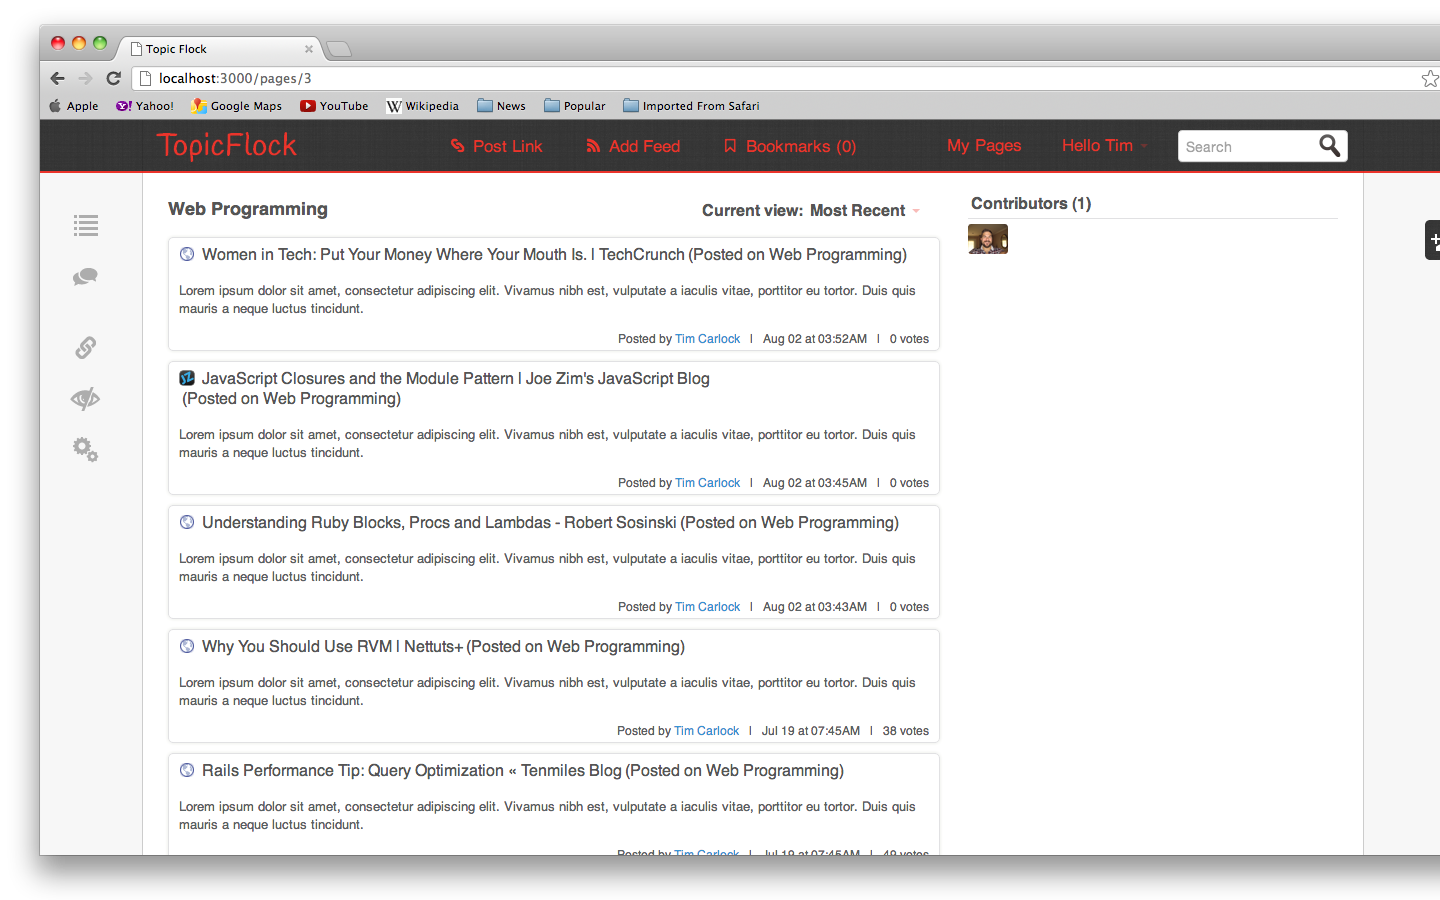 Topic Flock
localhost:3000/pages/3
Apple Yahoo! Google Maps YouTube Wikipedia News Popular Imported From Safari
TopicFlock Post Link Add Feed Bookmarks (0) My Pages Hello Tim Search
Web Programming Current view: Most Recent
Contributors (1)
Women in Tech: Put Your Money Where Your Mouth Is. | TechCrunch (Posted on Web Programming)
Lorem ipsum dolor sit amet, consectetur adipiscing elit. Vivamus nibh est, vulputate a iaculis vitae, porttitor eu tortor. Duis quis
mauris a neque luctus tincidunt.
Posted by Tim Carlock | Aug 02 at 03:52AM | 0 votes
JavaScript Closures and the Module Pattern | Joe Zim's JavaScript Blog
(Posted on Web Programming)
Lorem ipsum dolor sit amet, consectetur adipiscing elit. Vivamus nibh est, vulputate a iaculis vitae, porttitor eu tortor. Duis quis
mauris a neque luctus tincidunt.
Posted by Tim Carlock | Aug 02 at 03:45AM | 0 votes
Understanding Ruby Blocks, Procs and Lambdas - Robert Sosinski (Posted on Web Programming)
Lorem ipsum dolor sit amet, consectetur adipiscing elit. Vivamus nibh est, vulputate a iaculis vitae, porttitor eu tortor. Duis quis
mauris a neque luctus tincidunt.
Posted by Tim Carlock | Aug 02 at 03:43AM | 0 votes
Why You Should Use RVM | Nettuts+ (Posted on Web Programming)
Lorem ipsum dolor sit amet, consectetur adipiscing elit. Vivamus nibh est, vulputate a iaculis vitae, porttitor eu tortor. Duis quis
mauris a neque luctus tincidunt.
Posted by Tim Carlock | Jul 19 at 07:45AM | 38 votes
Rails Performance Tip: Query Optimization « Tenmiles Blog (Posted on Web Programming)
Lorem ipsum dolor sit amet, consectetur adipiscing elit. Vivamus nibh est, vulputate a iaculis vitae, porttitor eu tortor. Duis quis
mauris a neque luctus tincidunt.
Posted by Tim Carlock | Jul 19 at 07:45AM | 49 votes